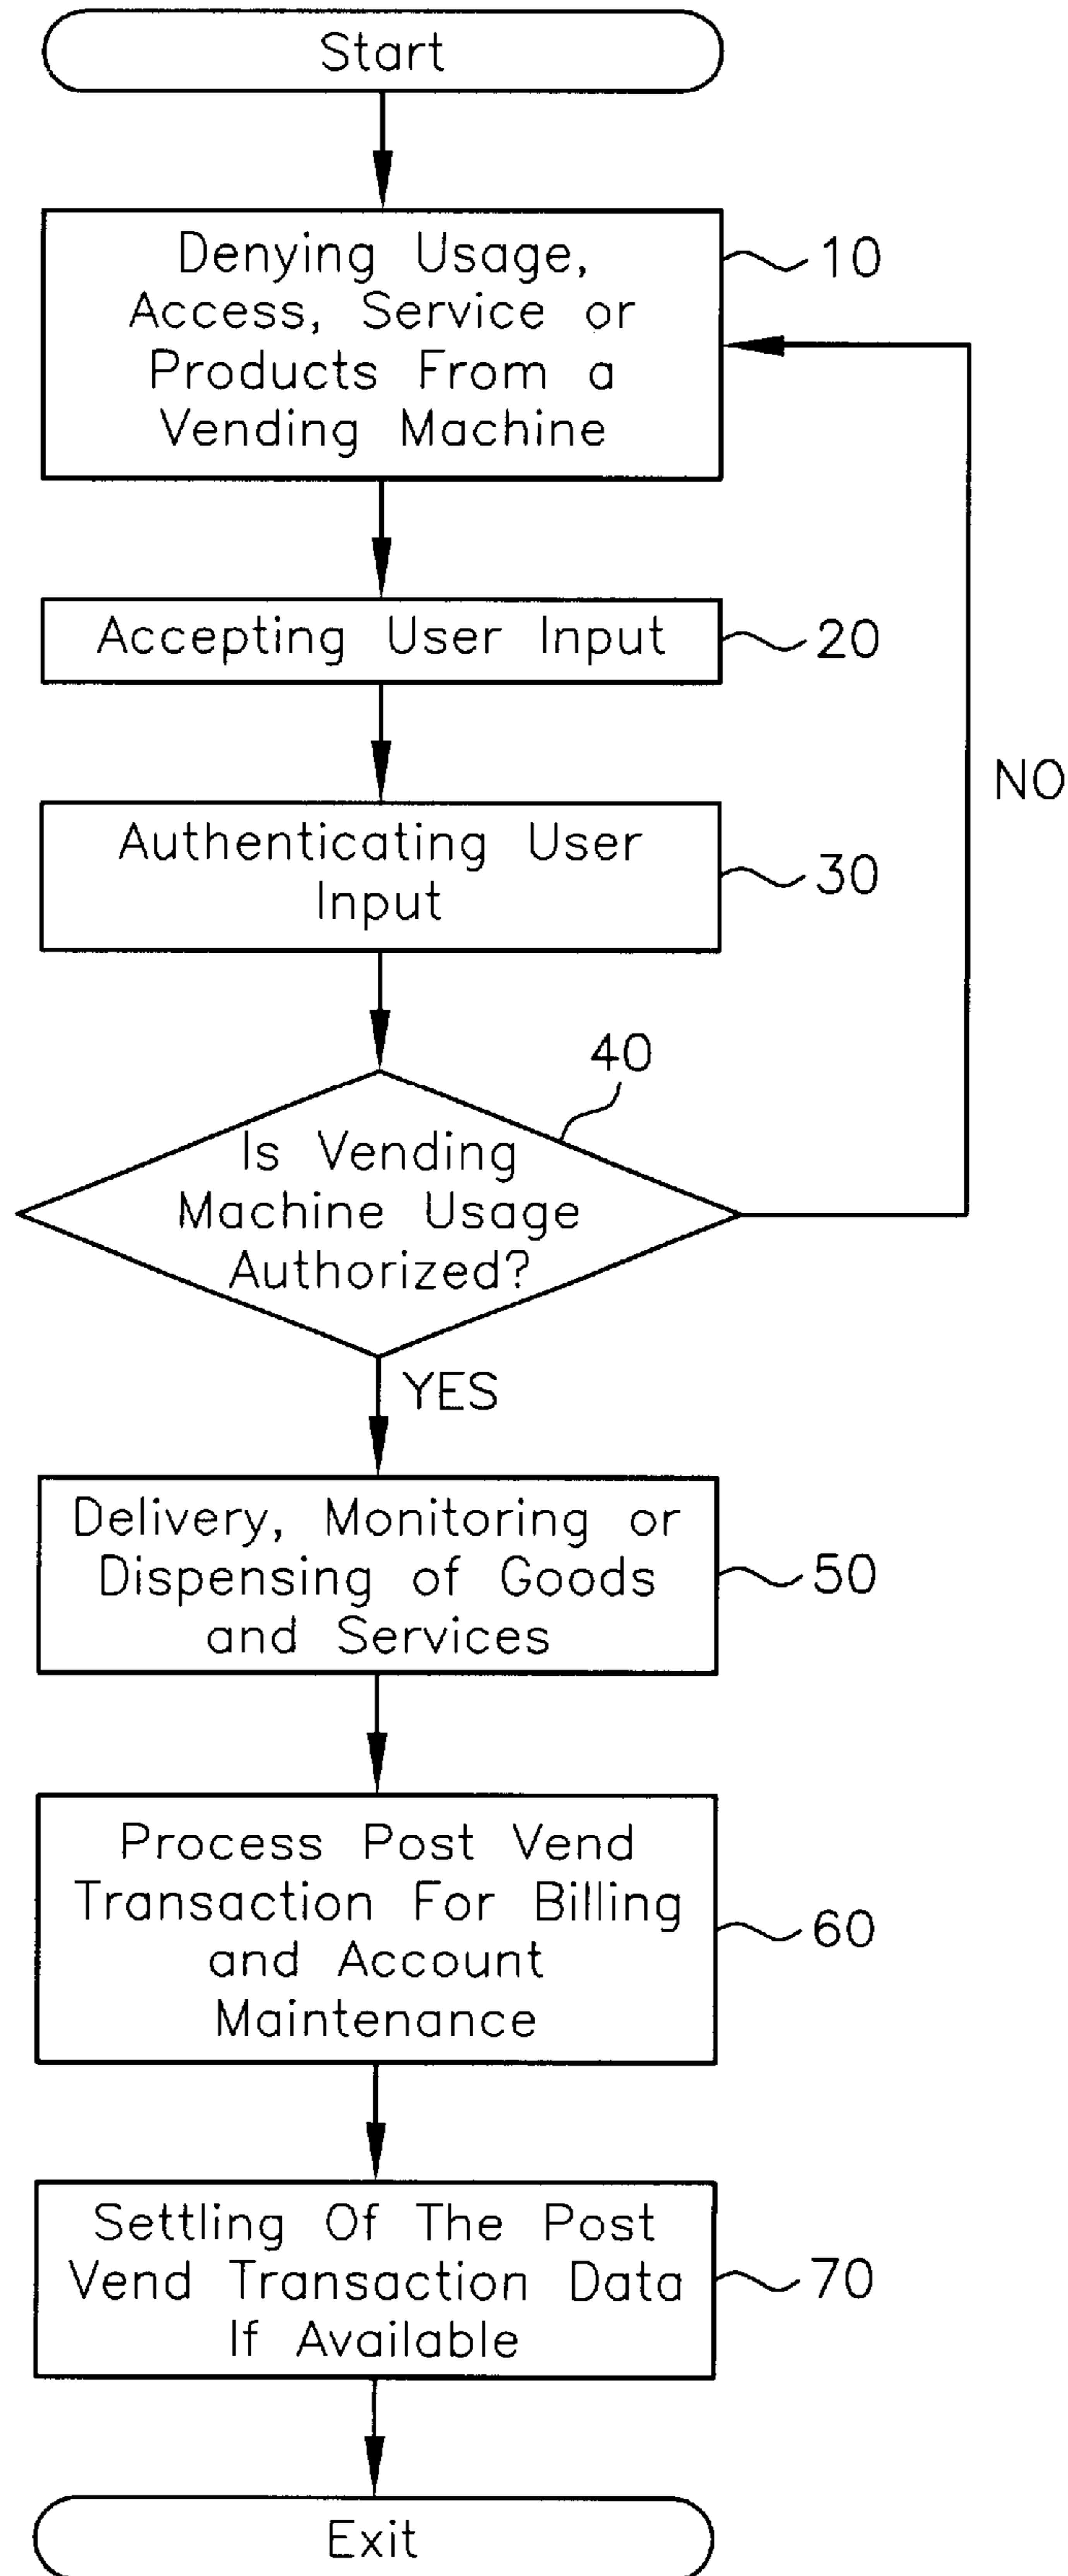 Start
Denying Usage,
Access, Service or
Products From a
Vending Machine
10
Accepting User Input
20
NO
Authenticating User
Input
30
40
Is Vending
Machine Usage
Authorized?
YES
Delivery, Monitoring or
Dispensing of Goods
and Services
50
Process Post Vend
Transaction For Billing
and Account
Maintenance
60
Settling Of The Post
Vend Transaction Data
If Available
70
Exit